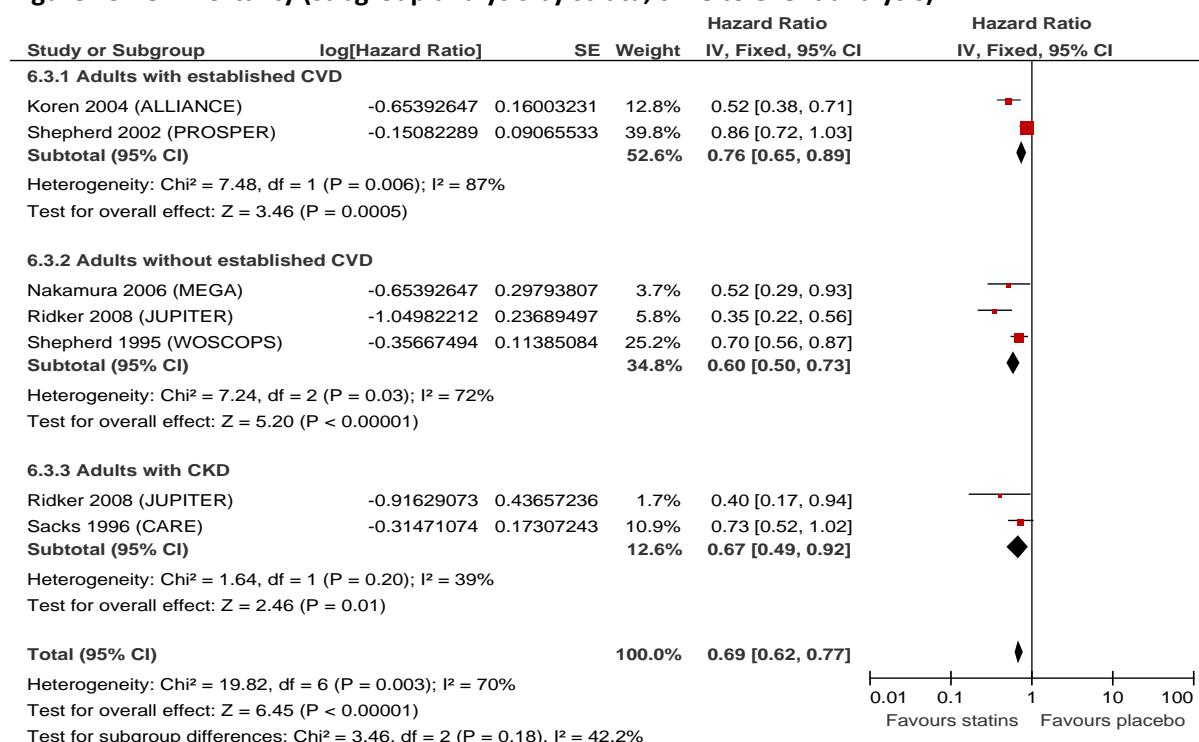 Hazard Ratio Hazard Ratio
Study or Subgroup log[Hazard Ratio] SE Weight IV, Fixed, 95% CI IV, Fixed, 95% CI
6.3.1 Adults with established CVD
Koren 2004 (ALLIANCE) -0.65392647 0.16003231 12.8% 0.52 [0.38, 0.71]
Shepherd 2002 (PROSPER) -0.15082289 0.09065533 39.8% 0.86 [0.72, 1.03]
Subtotal (95% CI) 52.6% 0.76 [0.65, 0.89]
Heterogeneity: Chi² = 7.48, df = 1 (P = 0.006); I² = 87%
Test for overall effect: Z = 3.46 (P = 0.0005)
6.3.2 Adults without established CVD
Nakamura 2006 (MEGA) -0.65392647 0.29793807 3.7% 0.52 [0.29, 0.93]
Ridker 2008 (JUPITER) -1.04982212 0.23689497 5.8% 0.35 [0.22, 0.56]
Shepherd 1995 (WOSCOPS) -0.35667494 0.11385084 25.2% 0.70 [0.56, 0.87]
Subtotal (95% CI) 34.8% 0.60 [0.50, 0.73]
Heterogeneity: Chi² = 7.24, df = 2 (P = 0.03); I² = 72%
Test for overall effect: Z = 5.20 (P < 0.00001)
6.3.3 Adults with CKD
Ridker 2008 (JUPITER) -0.91629073 0.43657236 1.7% 0.40 [0.17, 0.94]
Sacks 1996 (CARE) -0.31471074 0.17307243 10.9% 0.73 [0.52, 1.02]
Subtotal (95% CI) 12.6% 0.67 [0.49, 0.92]
Heterogeneity: Chi² = 1.64, df = 1 (P = 0.20); I² = 39%
Test for overall effect: Z = 2.46 (P = 0.01)
Total (95% CI) 100.0% 0.69 [0.62, 0.77]
Heterogeneity: Chi² = 19.82, df = 6 (P = 0.003); I² = 70%
Test for overall effect: Z = 6.45 (P < 0.00001)
Test for subgroup differences: Chi² = 3.46, df = 2 (P = 0.18), I² = 42.2%
0.01 0.1 1 10 100
Favours statins Favours placebo